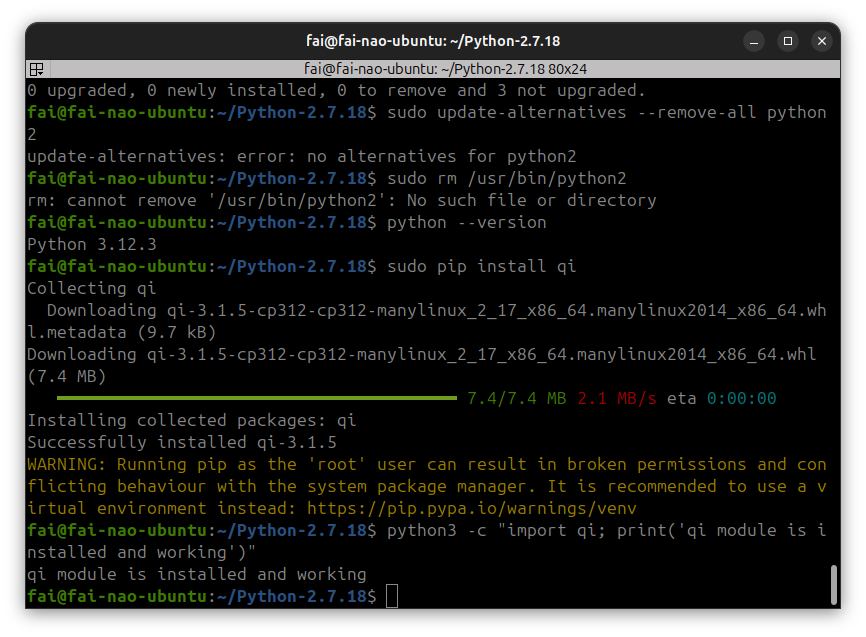 fai@fai-nao-ubuntu: ~/Python-2.7.18
fai@fai-nao-ubuntu: ~/Python-2.7.18 80x24
0 upgraded, 0 newly installed, 0 to remove and 3 not upgraded.
fai@fai-nao-ubuntu:~/Python-2.7.18$ sudo update-alternatives --remove-all python
2
update-alternatives: error: no alternatives for python2
fai@fai-nao-ubuntu:~/Python-2.7.18$ sudo rm /usr/bin/python2
rm: cannot remove '/usr/bin/python2': No such file or directory
fai@fai-nao-ubuntu:~/Python-2.7.18$ python --version
Python 3.12.3
fai@fai-nao-ubuntu:~/Python-2.7.18$ sudo pip install qi
Collecting qi
  Downloading qi-3.1.5-cp312-cp312-manylinux_2_17_x86_64.manylinux2014_x86_64.wh
l.metadata (9.7 kB)
Downloading qi-3.1.5-cp312-cp312-manylinux_2_17_x86_64.manylinux2014_x86_64.whl
(7.4 MB)
7.4/7.4 MB 2.1 MB/s eta 0:00:00
Installing collected packages: qi
Successfully installed qi-3.1.5
WARNING: Running pip as the 'root' user can result in broken permissions and con
flicting behaviour with the system package manager. It is recommended to use a v
irtual environment instead: https://pip.pypa.io/warnings/venv
fai@fai-nao-ubuntu:~/Python-2.7.18$ python3 -c "import qi; print('qi module is i
nstalled and working')"
qi module is installed and working
fai@fai-nao-ubuntu:~/Python-2.7.18$